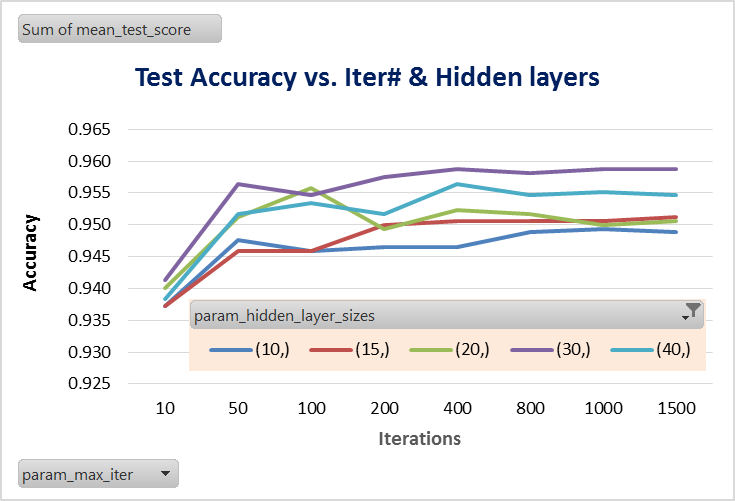 Sum of mean_test_score
Test Accuracy vs. Iter# & Hidden layers
0.965
0.960
0.955
0.950
0.945
0.940
0.935
0.930
0.925
Accuracy
param_hidden_layer_sizes
(10,) (15,) (20,) (30,) (40,)
10 50 100 200 400 800 1000 1500
Iterations
param_max_iter